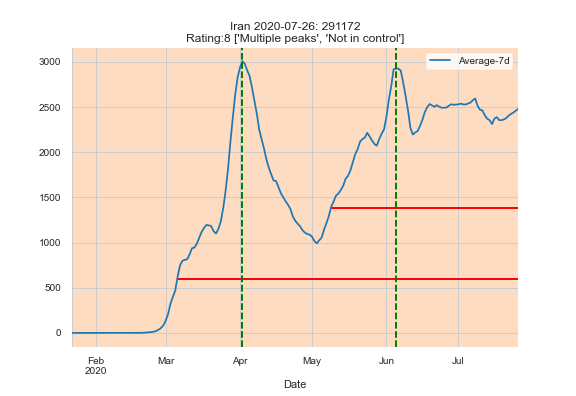 Iran 2020-07-26: 291172
Rating:8 ['Multiple peaks', 'Not in control']
Average-7d
3000
2500
2000
1500
1000
500
0
Feb
2020
Mar
Apr
May
Jun
Jul
Date